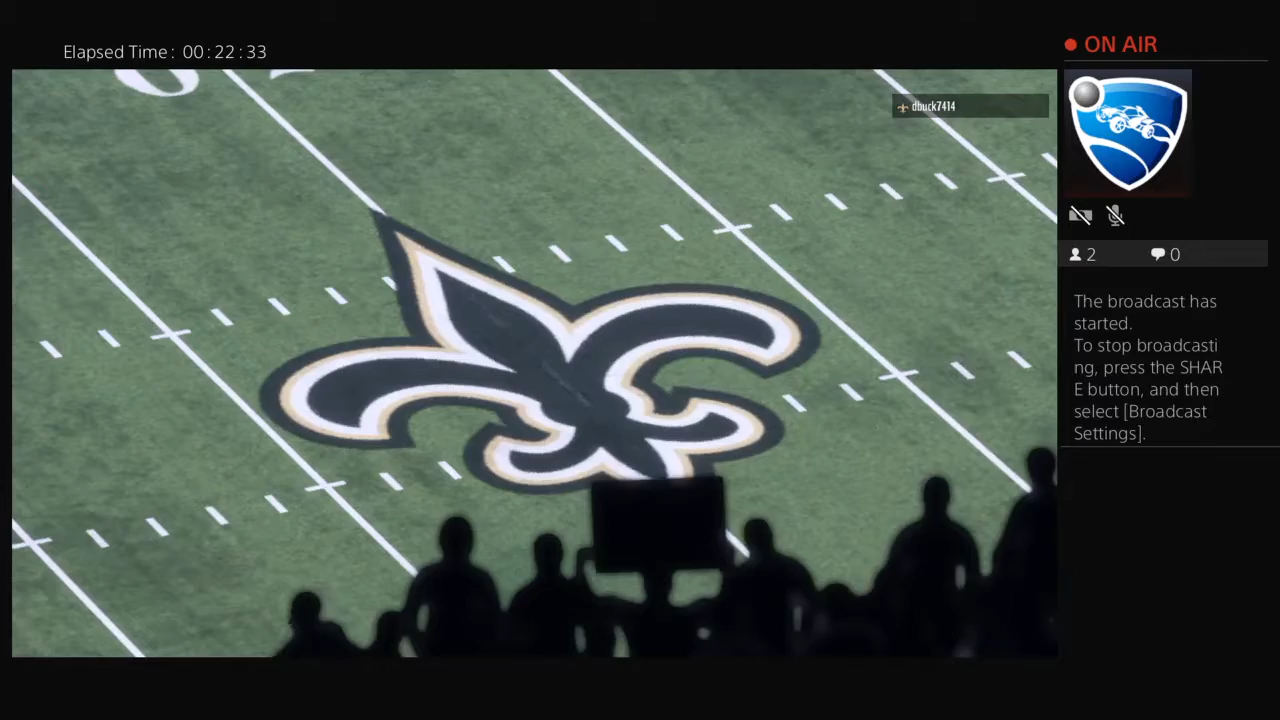 Elapsed Time: 00:22:33
ON AIR
dbuck7414
2
0
The broadcast has
started.
To stop broadcasti
ng, press the SHAR
E button, and then
select [Broadcast
Settings].